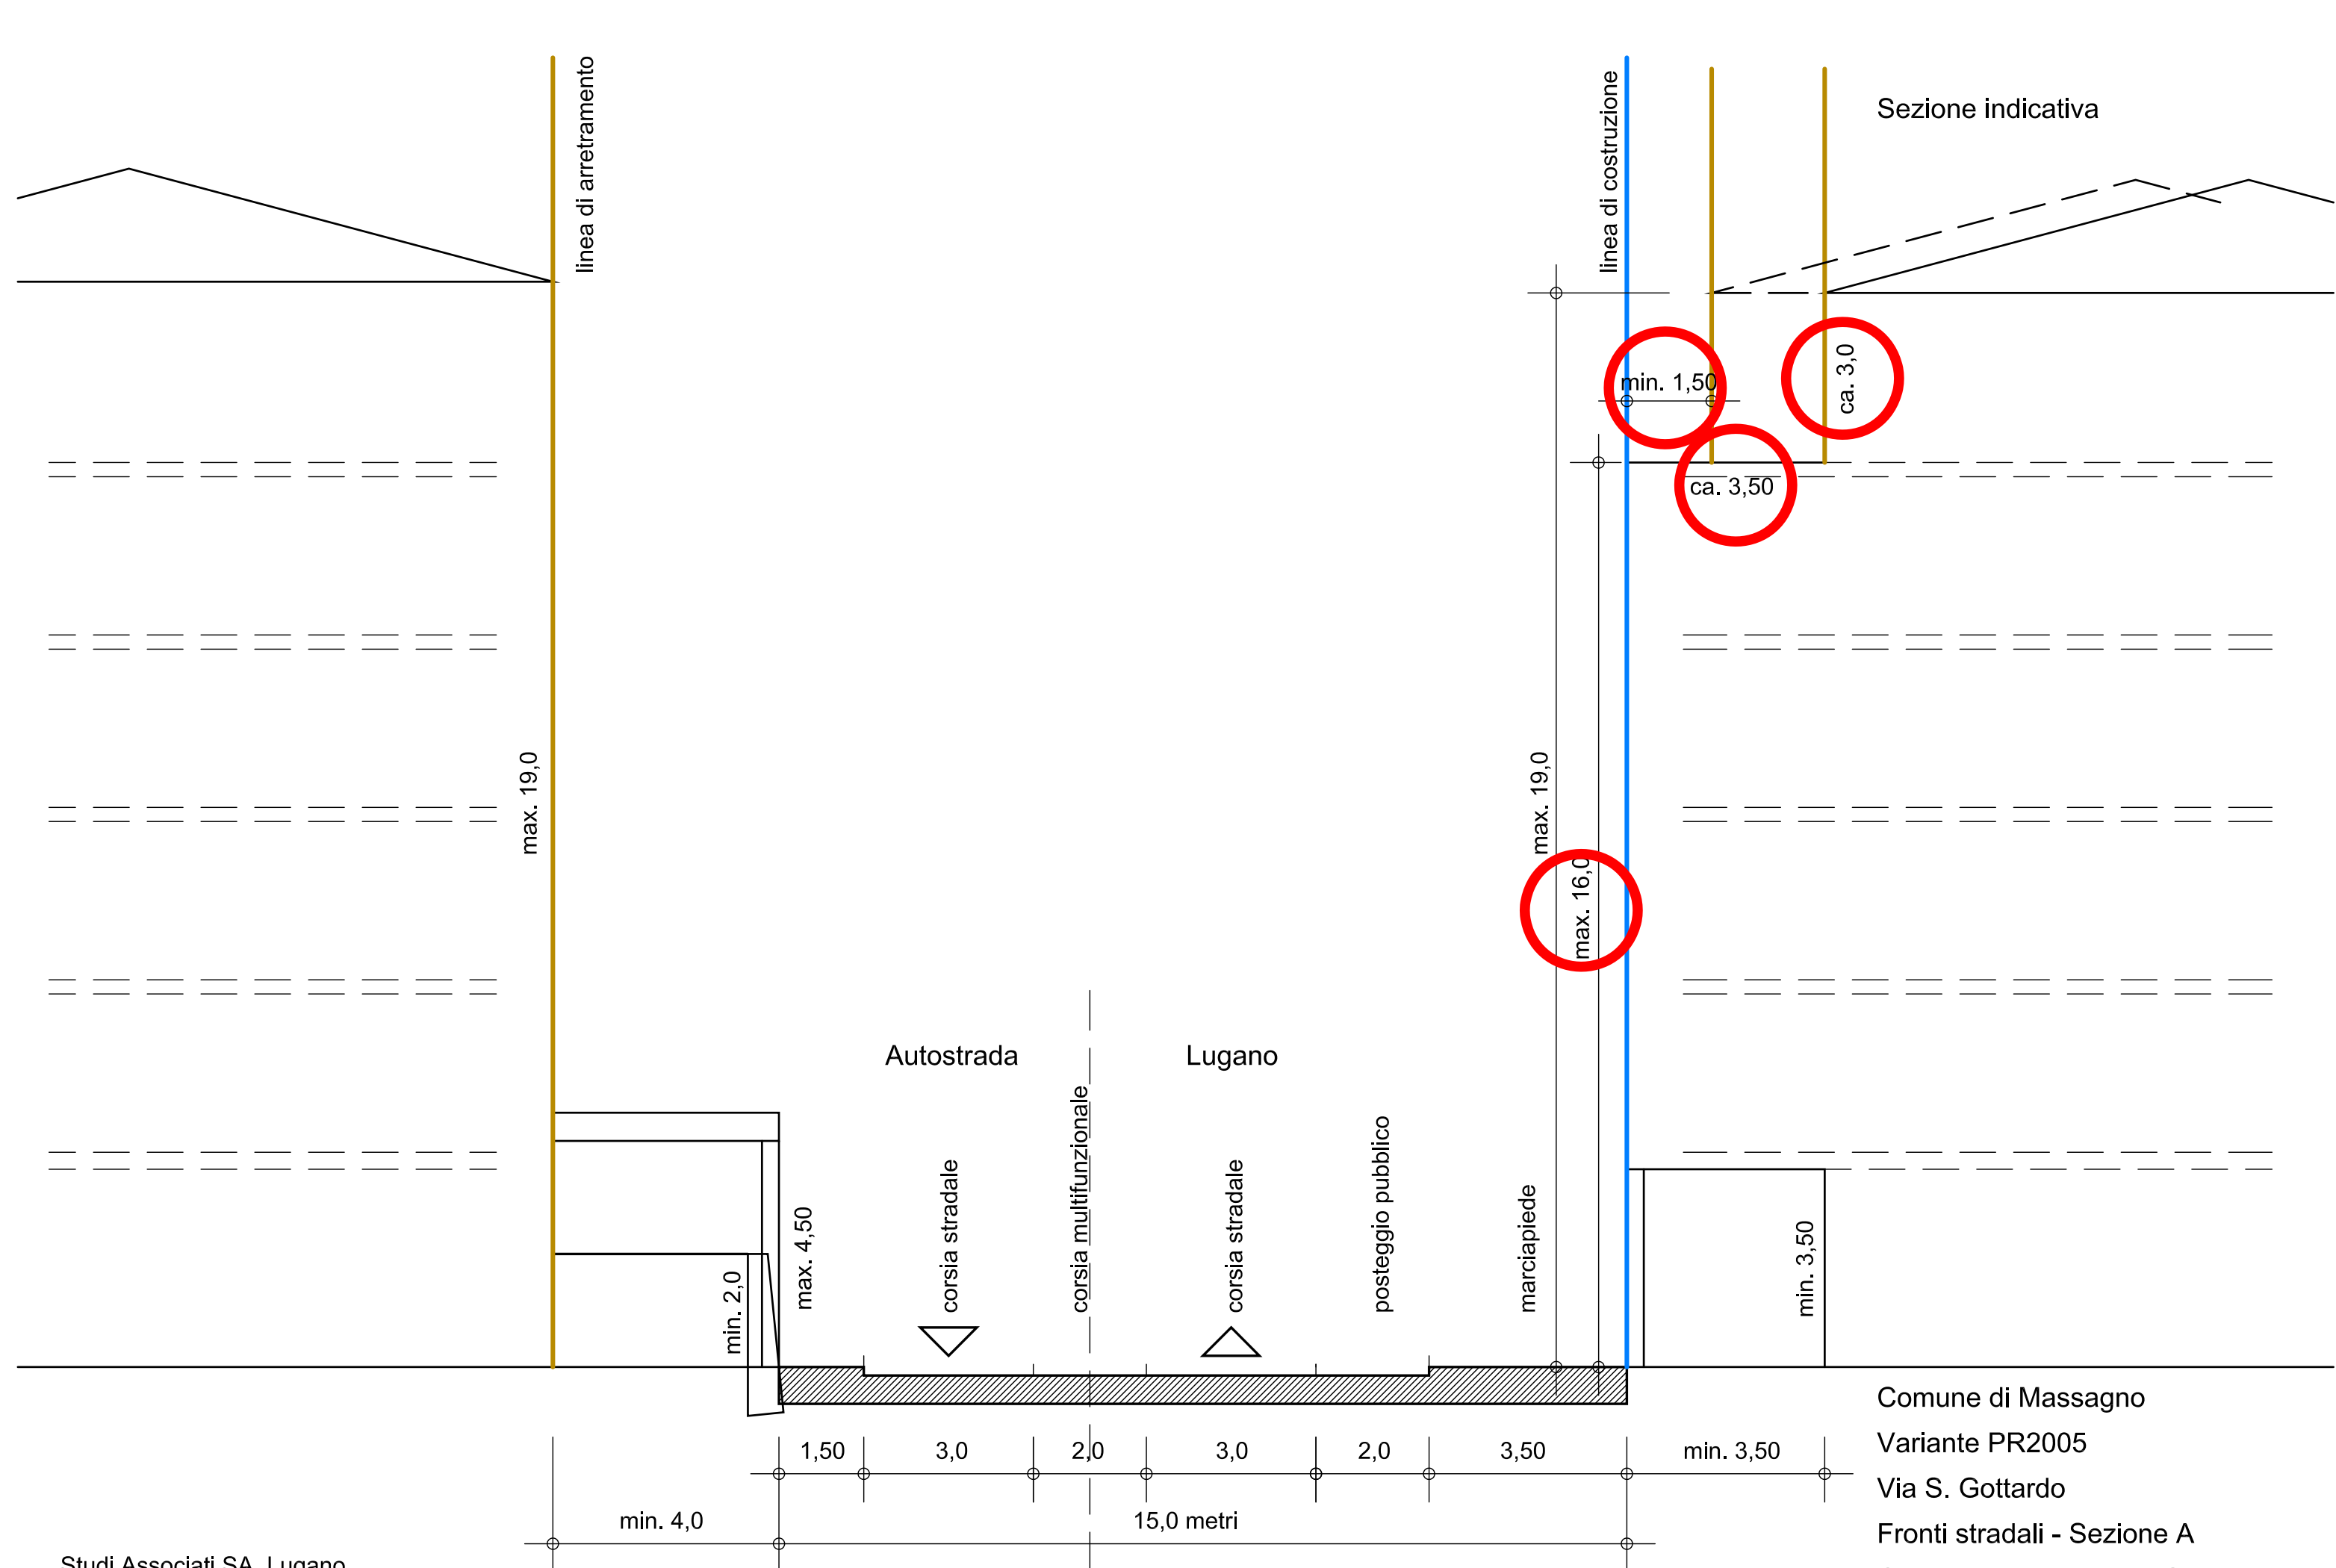 linea di arretramento
linea di costruzione
Sezione indicativa
min. 1,50
ca. 3,0
ca. 3,50
max. 19,0
max. 19,0
max. 16,0
Autostrada
Lugano
corsia stradale
corsia multifunzionale
corsia stradale
posteggio pubblico
marciapiede
max. 4,50
min. 2,0
min. 3,50
1,50
3,0
2,0
3,0
2,0
3,50
min. 3,50
min. 4,0
15,0 metri
Comune di Massagno
Variante PR2005
Via S. Gottardo
Fronti stradali - Sezione A
Studi Associati SA, Lugano